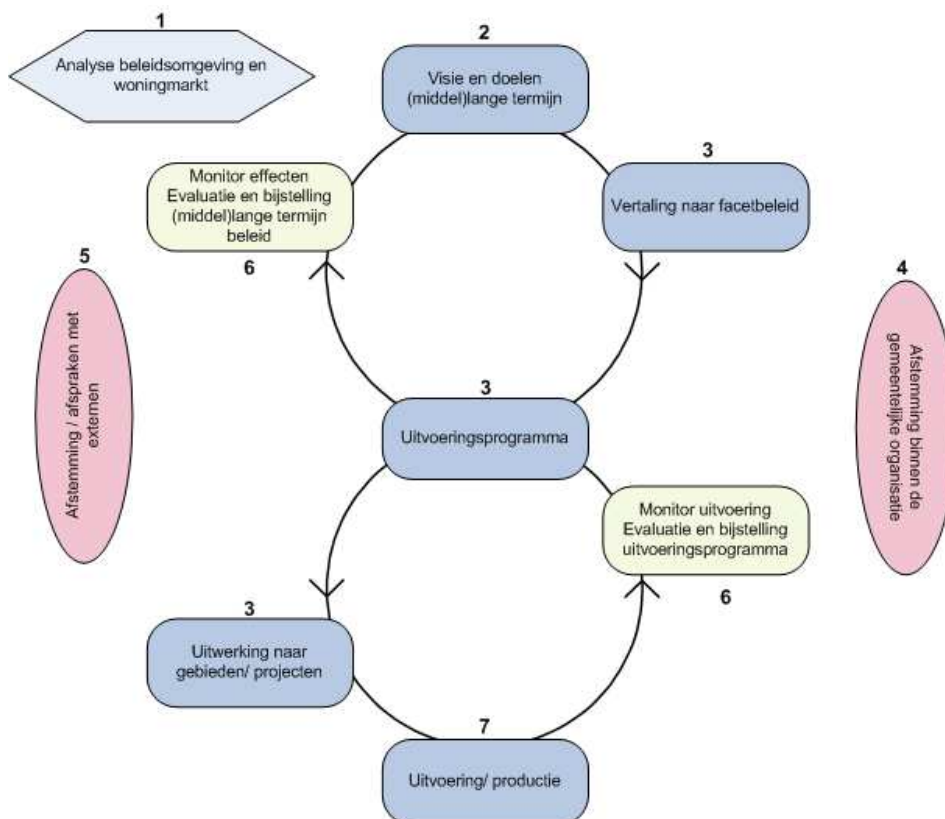 1
Analyse beleidsomgeving en
woningmarkt
2
Visie en doelen
(middel)lange termijn
3
Vertaling naar facetbeleid
Monitor effecten
Evaluatie en bijstelling
(middel)lange termijn
beleid
6
5
Afstemming / afspraken met
externen
4
Afstemming binnen de
gemeentelijke organisatie
3
Uitvoeringsprogramma
Monitor uitvoering
Evaluatie en bijstelling
uitvoeringsprogramma
6
3
Uitwerking naar
gebieden/ projecten
7
Uitvoering/ productie